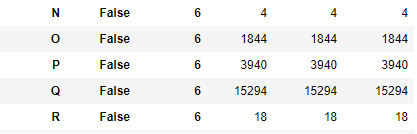 N False 6 4 4 4
O False 6 1844 1844 1844
P False 6 3940 3940 3940
Q False 6 15294 15294 15294
R False 6 18 18 18